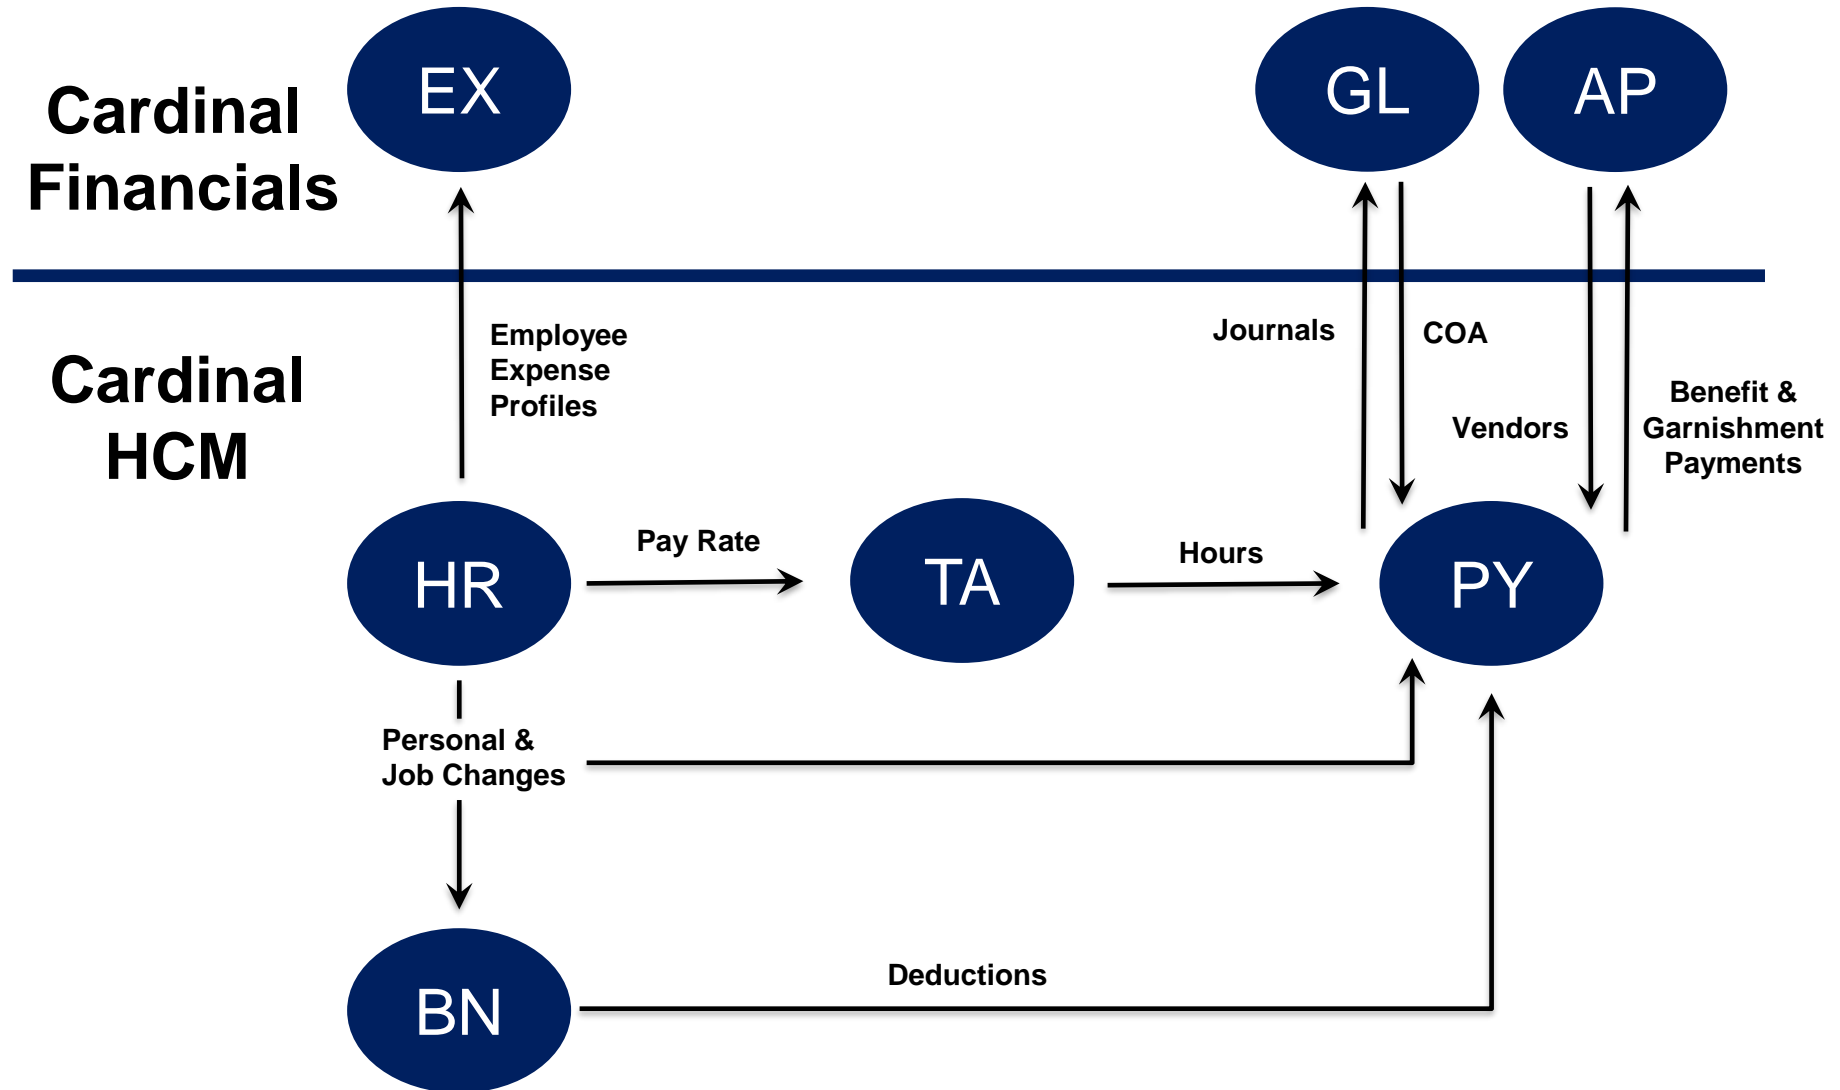 EX
GL
AP
Cardinal
Financials
Employee
Expense
Profiles
Journals
COA
Vendors
Benefit &
Garnishment
Payments
Cardinal
HCM
HR
Pay Rate
TA
Hours
PY
Personal &
Job Changes
Deductions
BN